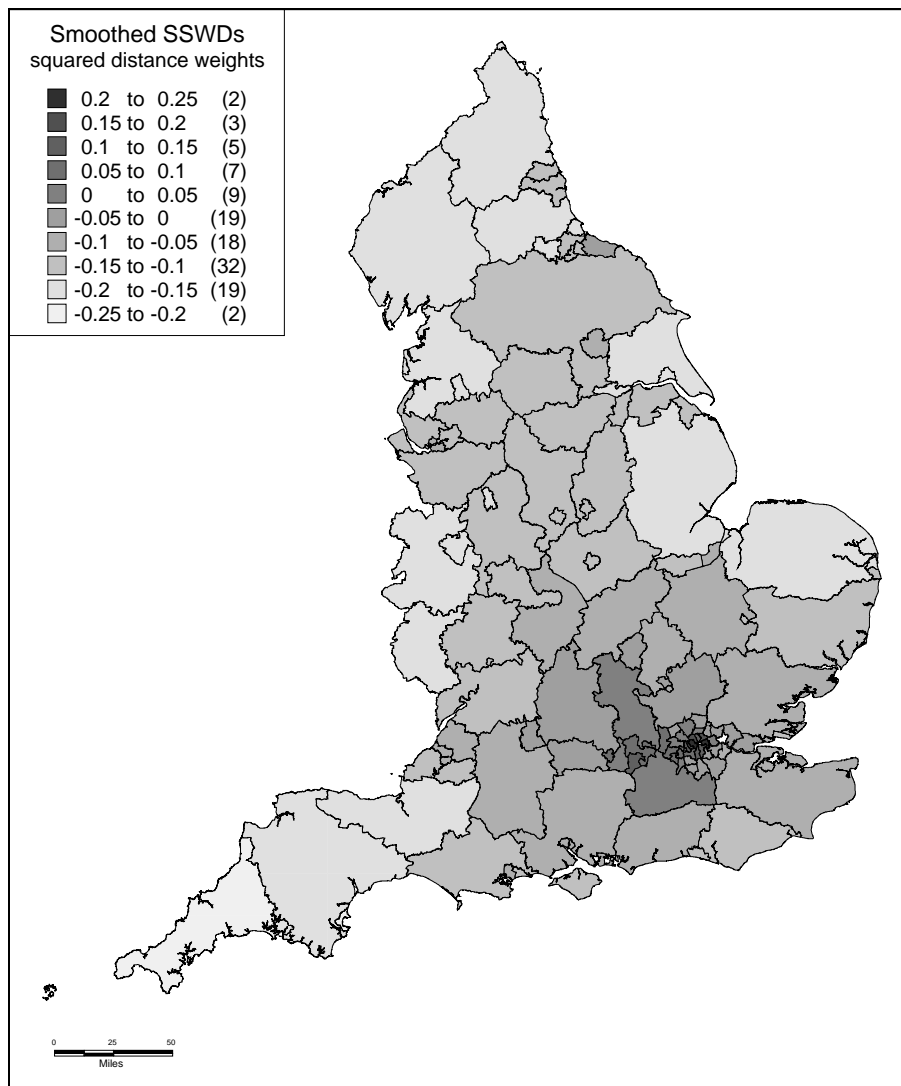 Smoothed SSWDs
squared distance weights
0.2 to 0.25 (2)
0.15 to 0.2 (3)
0.1 to 0.15 (5)
0.05 to 0.1 (7)
0 to 0.05 (9)
-0.05 to 0 (19)
-0.1 to -0.05 (18)
-0.15 to -0.1 (32)
-0.2 to -0.15 (19)
-0.25 to -0.2 (2)
0 25 50
Miles